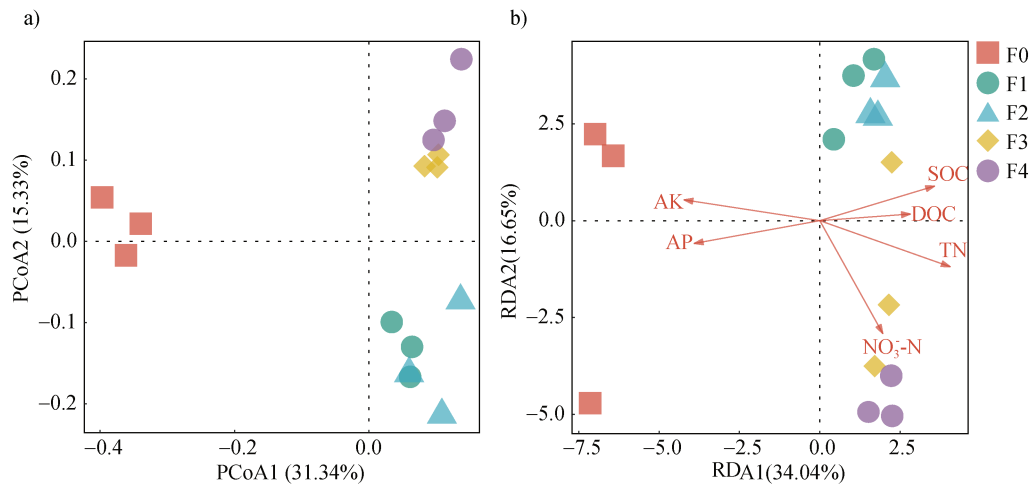 a)
PCoA2 (15.33%)
0.2
0.1
0.0
−0.1
−0.2
−0.4
−0.2
0.0
PCoA1 (31.34%)
b)
RDA2(16.65%)
2.5
0.0
−2.5
−5.0
−7.5
−5.0
−2.5
0.0
2.5
RDA1(34.04%)
SOC
DOC
TN
NO₃⁻-N
AK
AP
F0
F1
F2
F3
F4